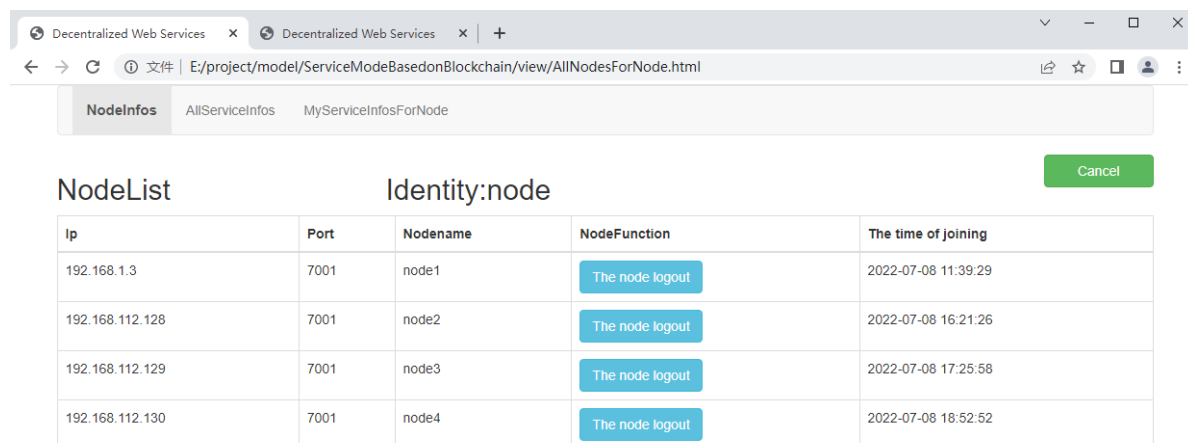 Decentralized Web Services Decentralized Web Services
文件 E:/project/model/ServiceModeBasedonBlockchain/view/AllNodesForNode.html
NodeInfos AllServiceInfos MyServiceInfosForNode
Cancel
NodeList Identity:node
Ip Port Nodename NodeFunction The time of joining
192.168.1.3 7001 node1 The node logout 2022-07-08 11:39:29
192.168.112.128 7001 node2 The node logout 2022-07-08 16:21:26
192.168.112.129 7001 node3 The node logout 2022-07-08 17:25:58
192.168.112.130 7001 node4 The node logout 2022-07-08 18:52:52